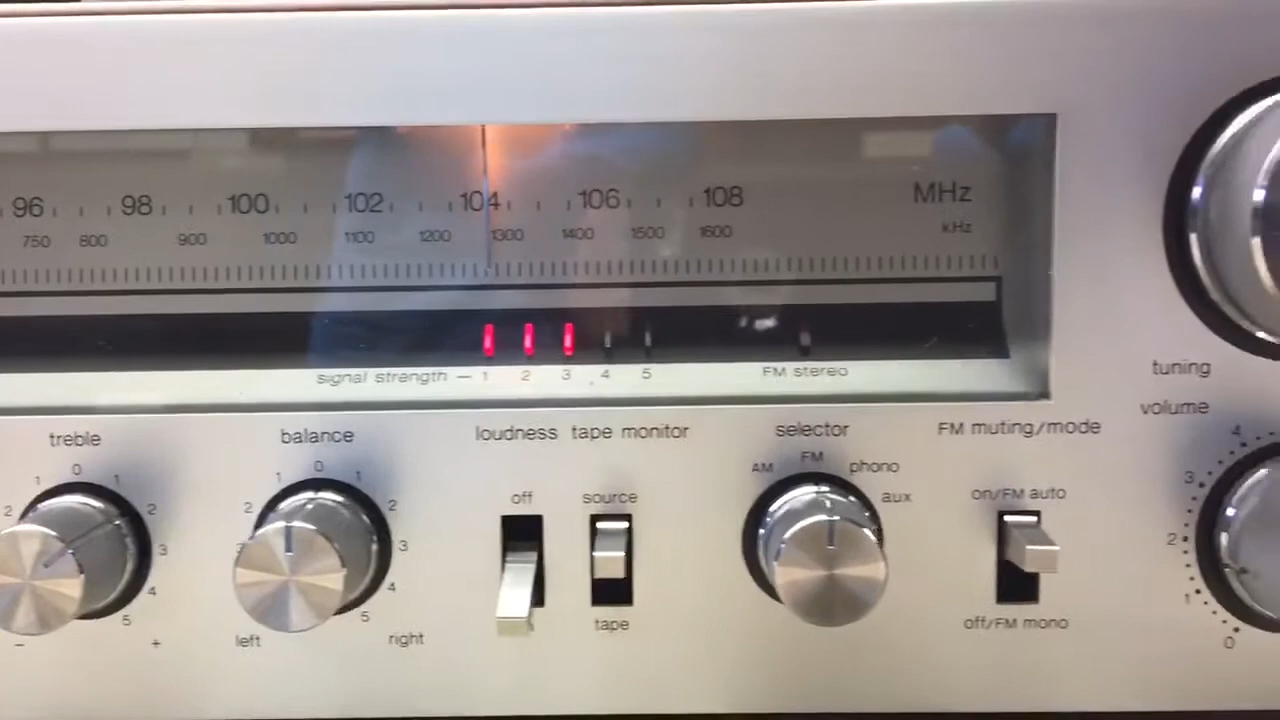 96 98 100 102 104 106 108 MHz
750 800 900 1000 1100 1200 1300 1400 1500 1600 kHz
signal strength — 1 2 3 4 5 FM stereo
tuning
volume
treble balance loudness tape monitor selector FM muting/mode
2 1 0 1 2 3 4 5 - +
2 1 0 1 2 3 4 5 left right
off
source
tape
AM FM phono aux
on/FM auto
off/FM mono
4 3 2 1 0